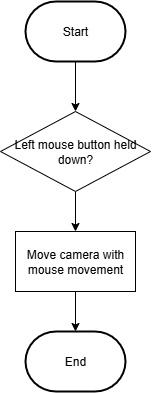 Start
Left mouse button held
down?
Move camera with
mouse movement
End